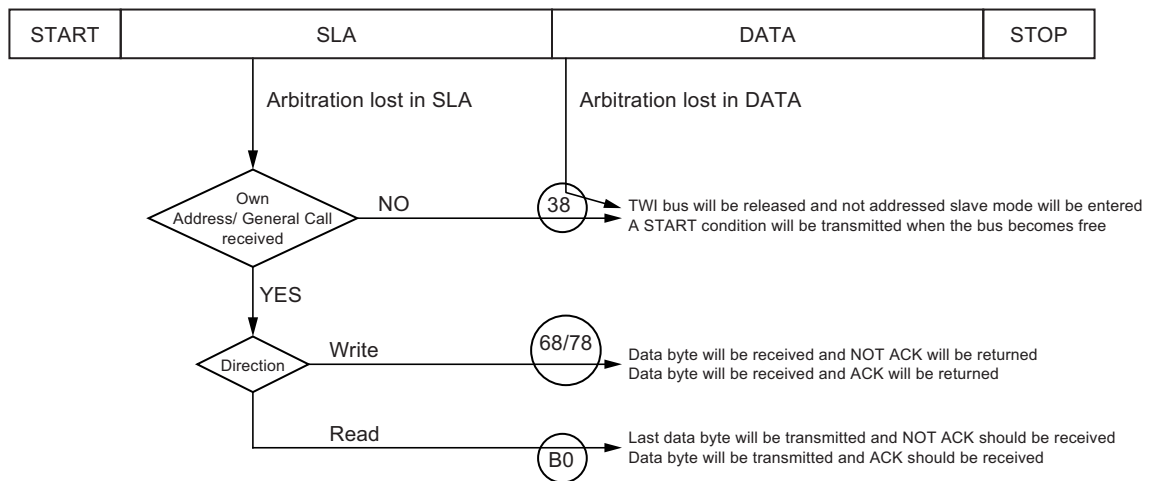 START
SLA
DATA
STOP
Arbitration lost in SLA
Arbitration lost in DATA
Own
Address/ General Call
received
NO
38
TWI bus will be released and not addressed slave mode will be entered
A START condition will be transmitted when the bus becomes free
YES
Direction
Write
68/78
Data byte will be received and NOT ACK will be returned
Data byte will be received and ACK will be returned
Read
B0
Last data byte will be transmitted and NOT ACK should be received
Data byte will be transmitted and ACK should be received